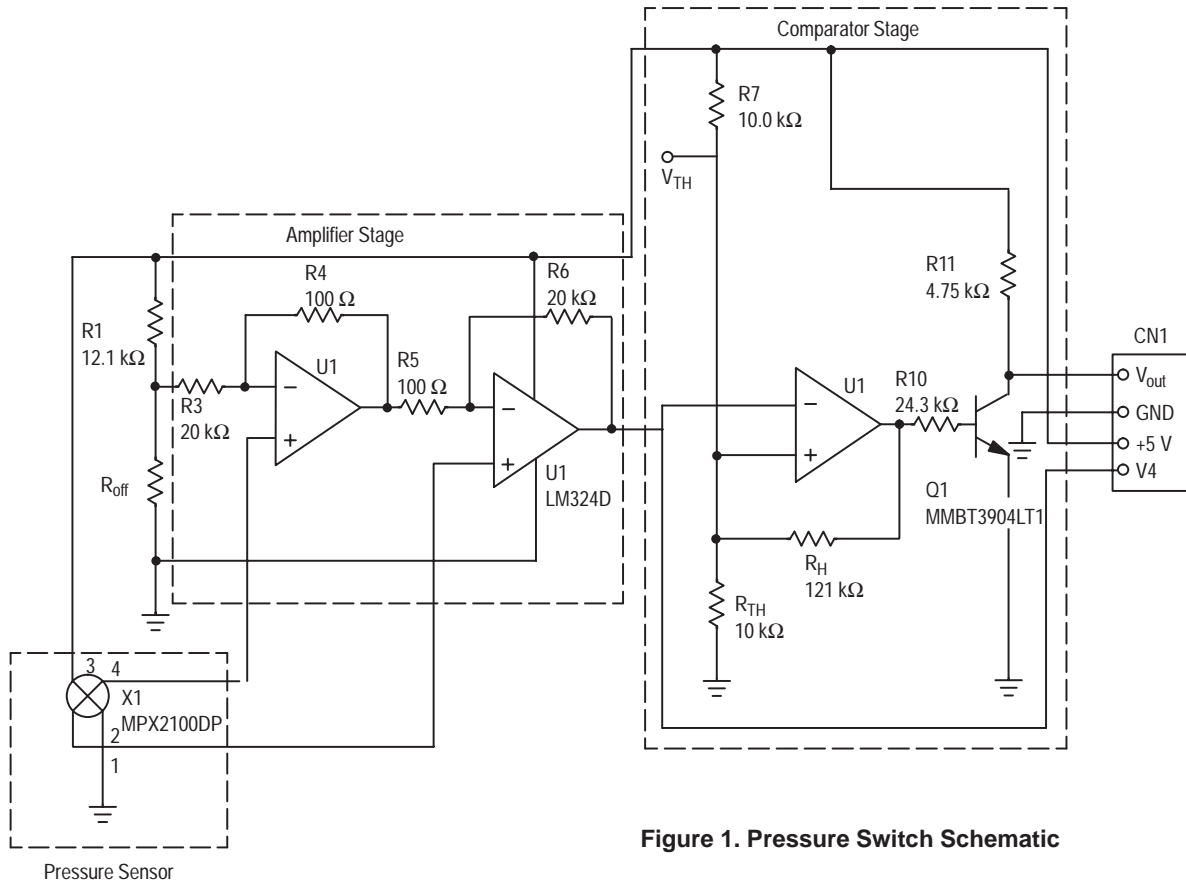 Comparator Stage
R7
10.0 kΩ
V_TH
Amplifier Stage
R4
100 Ω
R6
20 kΩ
R11
4.75 kΩ
R1
12.1 kΩ
CN1
U1
R5
100 Ω
U1
R10
24.3 kΩ
V_out
R3
20 kΩ
GND
+5 V
V4
R_off
U1
LM324D
Q1
MMBT3904LT1
R_H
121 kΩ
R_TH
10 kΩ
3
4
X1
MPX2100DP
2
1
Figure 1. Pressure Switch Schematic
Pressure Sensor